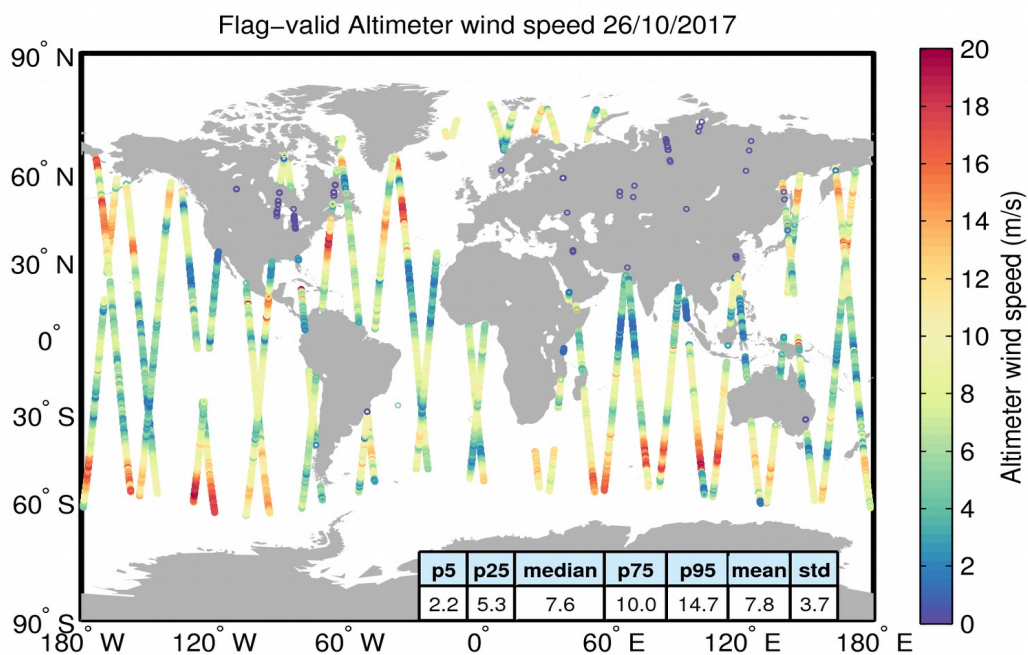 Flag-valid Altimeter wind speed 26/10/2017
90° N
60° N
30° N
0°
30° S
60° S
90° S
180° W
120° W
60° W
0°
60° E
120° E
180° E
p5 p25 median p75 p95 mean std
2.2 5.3 7.6 10.0 14.7 7.8 3.7
20
18
16
14
12
10
8
6
4
2
0
Altimeter wind speed (m/s)